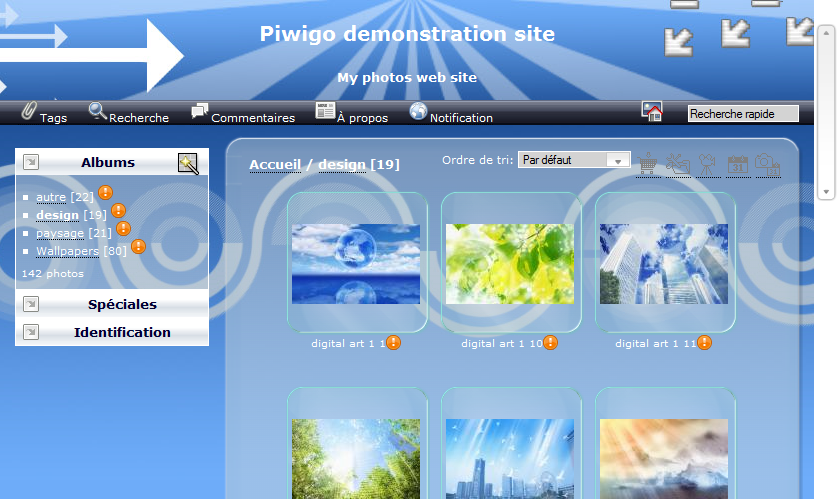 Piwigo demonstration site
My photos web site
Tags Recherche Commentaires À propos Notification Recherche rapide
Albums
autre [22]
design [19]
paysage [21]
Wallpapers [80]
142 photos
Spéciales
Identification
Accueil / design [19] Ordre de tri: Par défaut
31
digital art 1 1 digital art 1 10 digital art 1 11